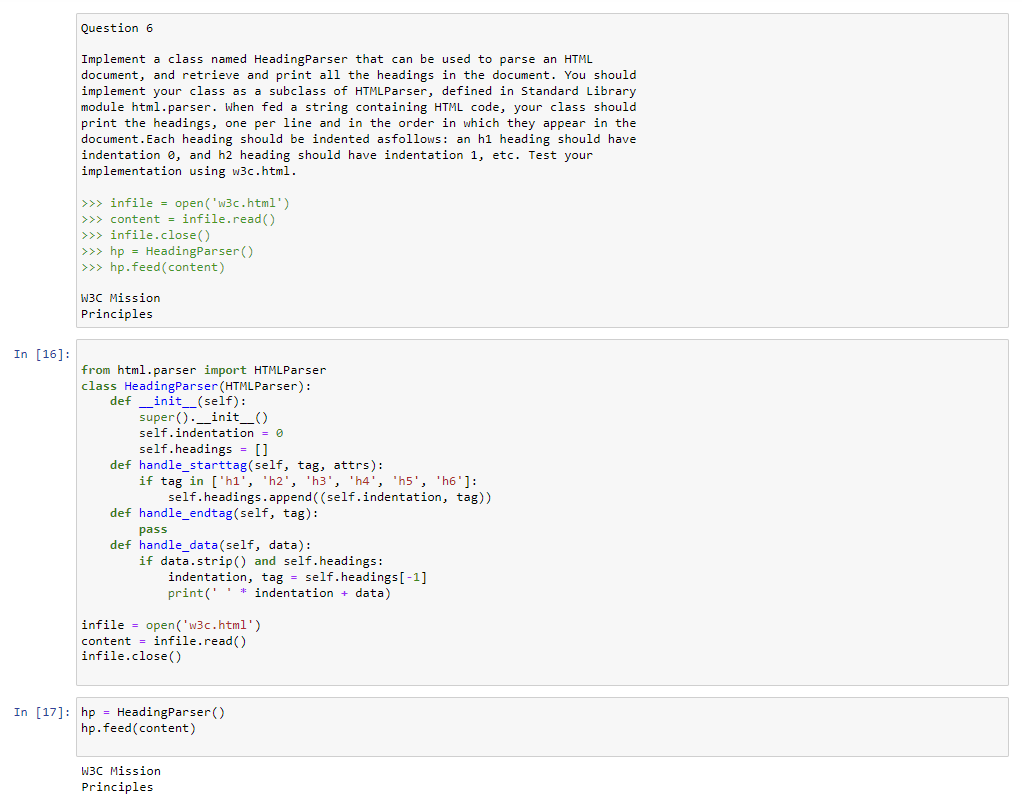 Question 6
Implement a class named HeadingParser that can be used to parse an HTML
document, and retrieve and print all the headings in the document. You should
implement your class as a subclass of HTMLParser, defined in Standard Library
module html.parser. When fed a string containing HTML code, your class should
print the headings, one per line and in the order in which they appear in the
document.Each heading should be indented asfollows: an h1 heading should have
indentation 0, and h2 heading should have indentation 1, etc. Test your
implementation using w3c.html.
>>> infile = open('w3c.html')
>>> content = infile.read()
>>> infile.close()
>>> hp = HeadingParser()
>>> hp.feed(content)
W3C Mission
Principles
In [16]:
from html.parser import HTMLParser
class HeadingParser(HTMLParser):
    def __init__(self):
        super().__init__()
        self.indentation = 0
        self.headings = []
    def handle_starttag(self, tag, attrs):
        if tag in ['h1', 'h2', 'h3', 'h4', 'h5', 'h6']:
            self.headings.append((self.indentation, tag))
    def handle_endtag(self, tag):
        pass
    def handle_data(self, data):
        if data.strip() and self.headings:
            indentation, tag = self.headings[-1]
            print(' ' * indentation + data)
infile = open('w3c.html')
content = infile.read()
infile.close()
In [17]: hp = HeadingParser()
hp.feed(content)
W3C Mission
Principles